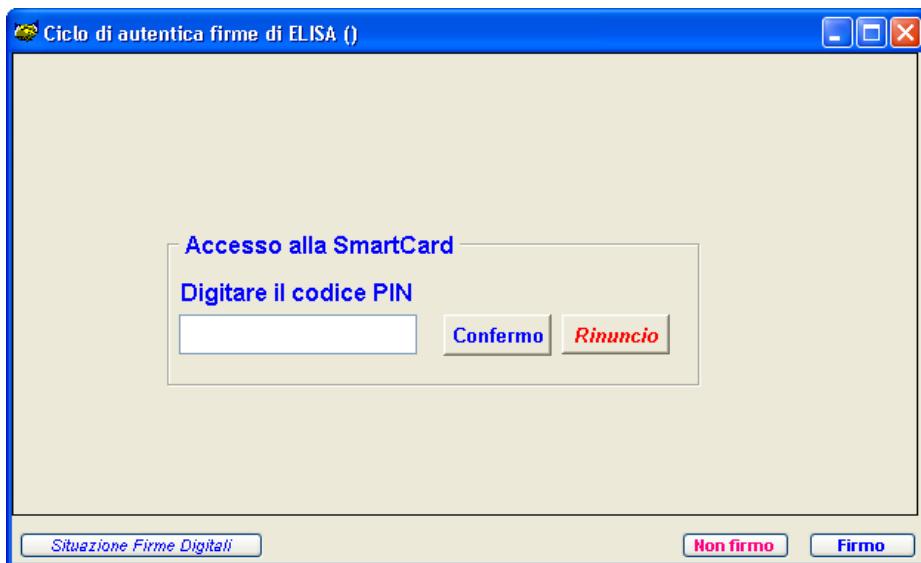 Ciclo di autentica firme di ELISA ()
Accesso alla SmartCard
Digitare il codice PIN
Confermo Rinuncio
Situazione Firme Digitali Non firmo Firmo